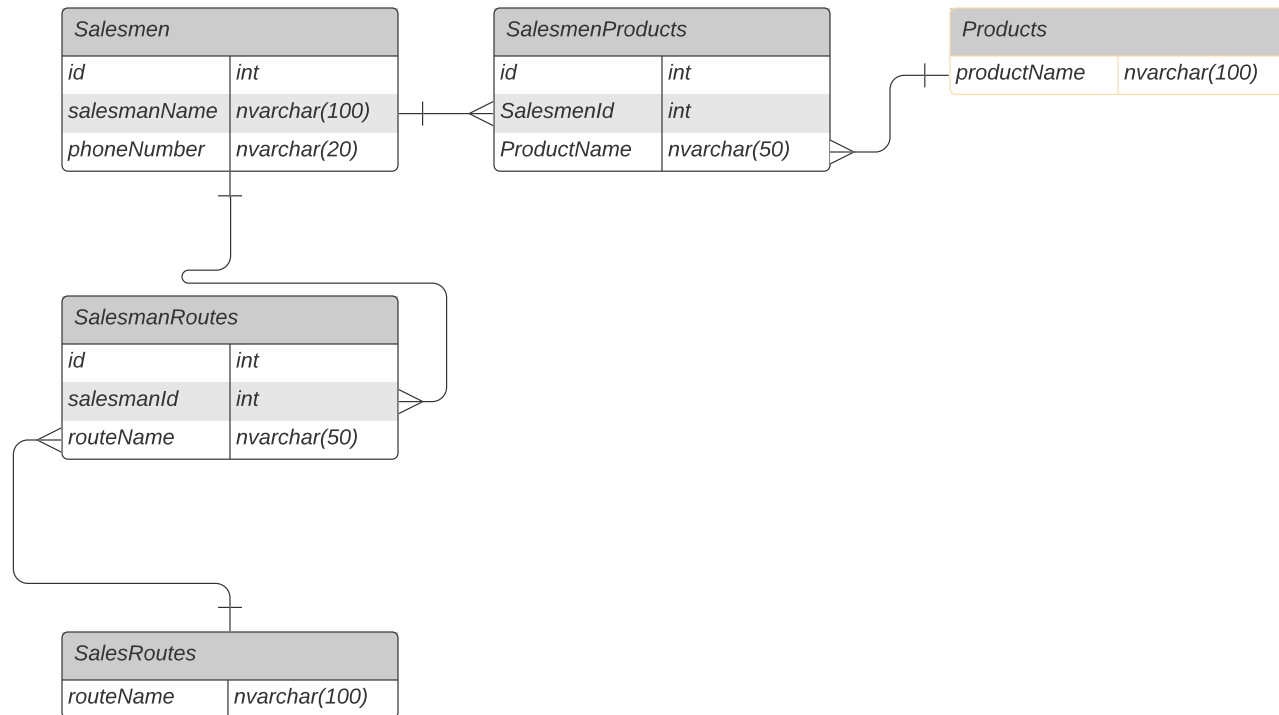 Salesmen
id int
salesmanName nvarchar(100)
phoneNumber nvarchar(20)
SalesmenProducts
id int
SalesmenId int
ProductName nvarchar(50)
Products
productName nvarchar(100)
SalesmanRoutes
id int
salesmanId int
routeName nvarchar(50)
SalesRoutes
routeName nvarchar(100)